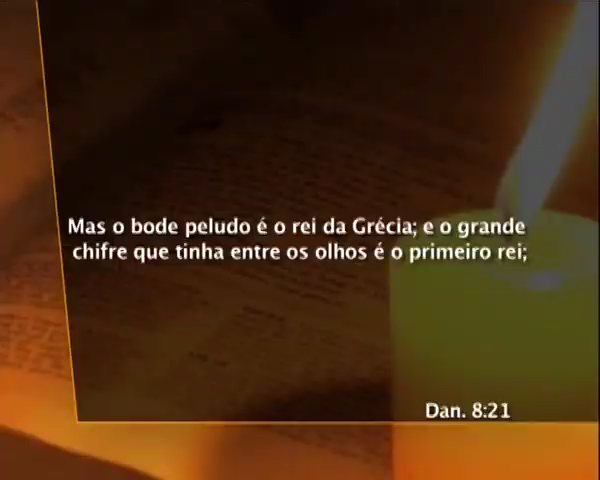 Mas o bode peludo é o rei da Grécia; e o grande
chifre que tinha entre os olhos é o primeiro rei;
Dan. 8:21